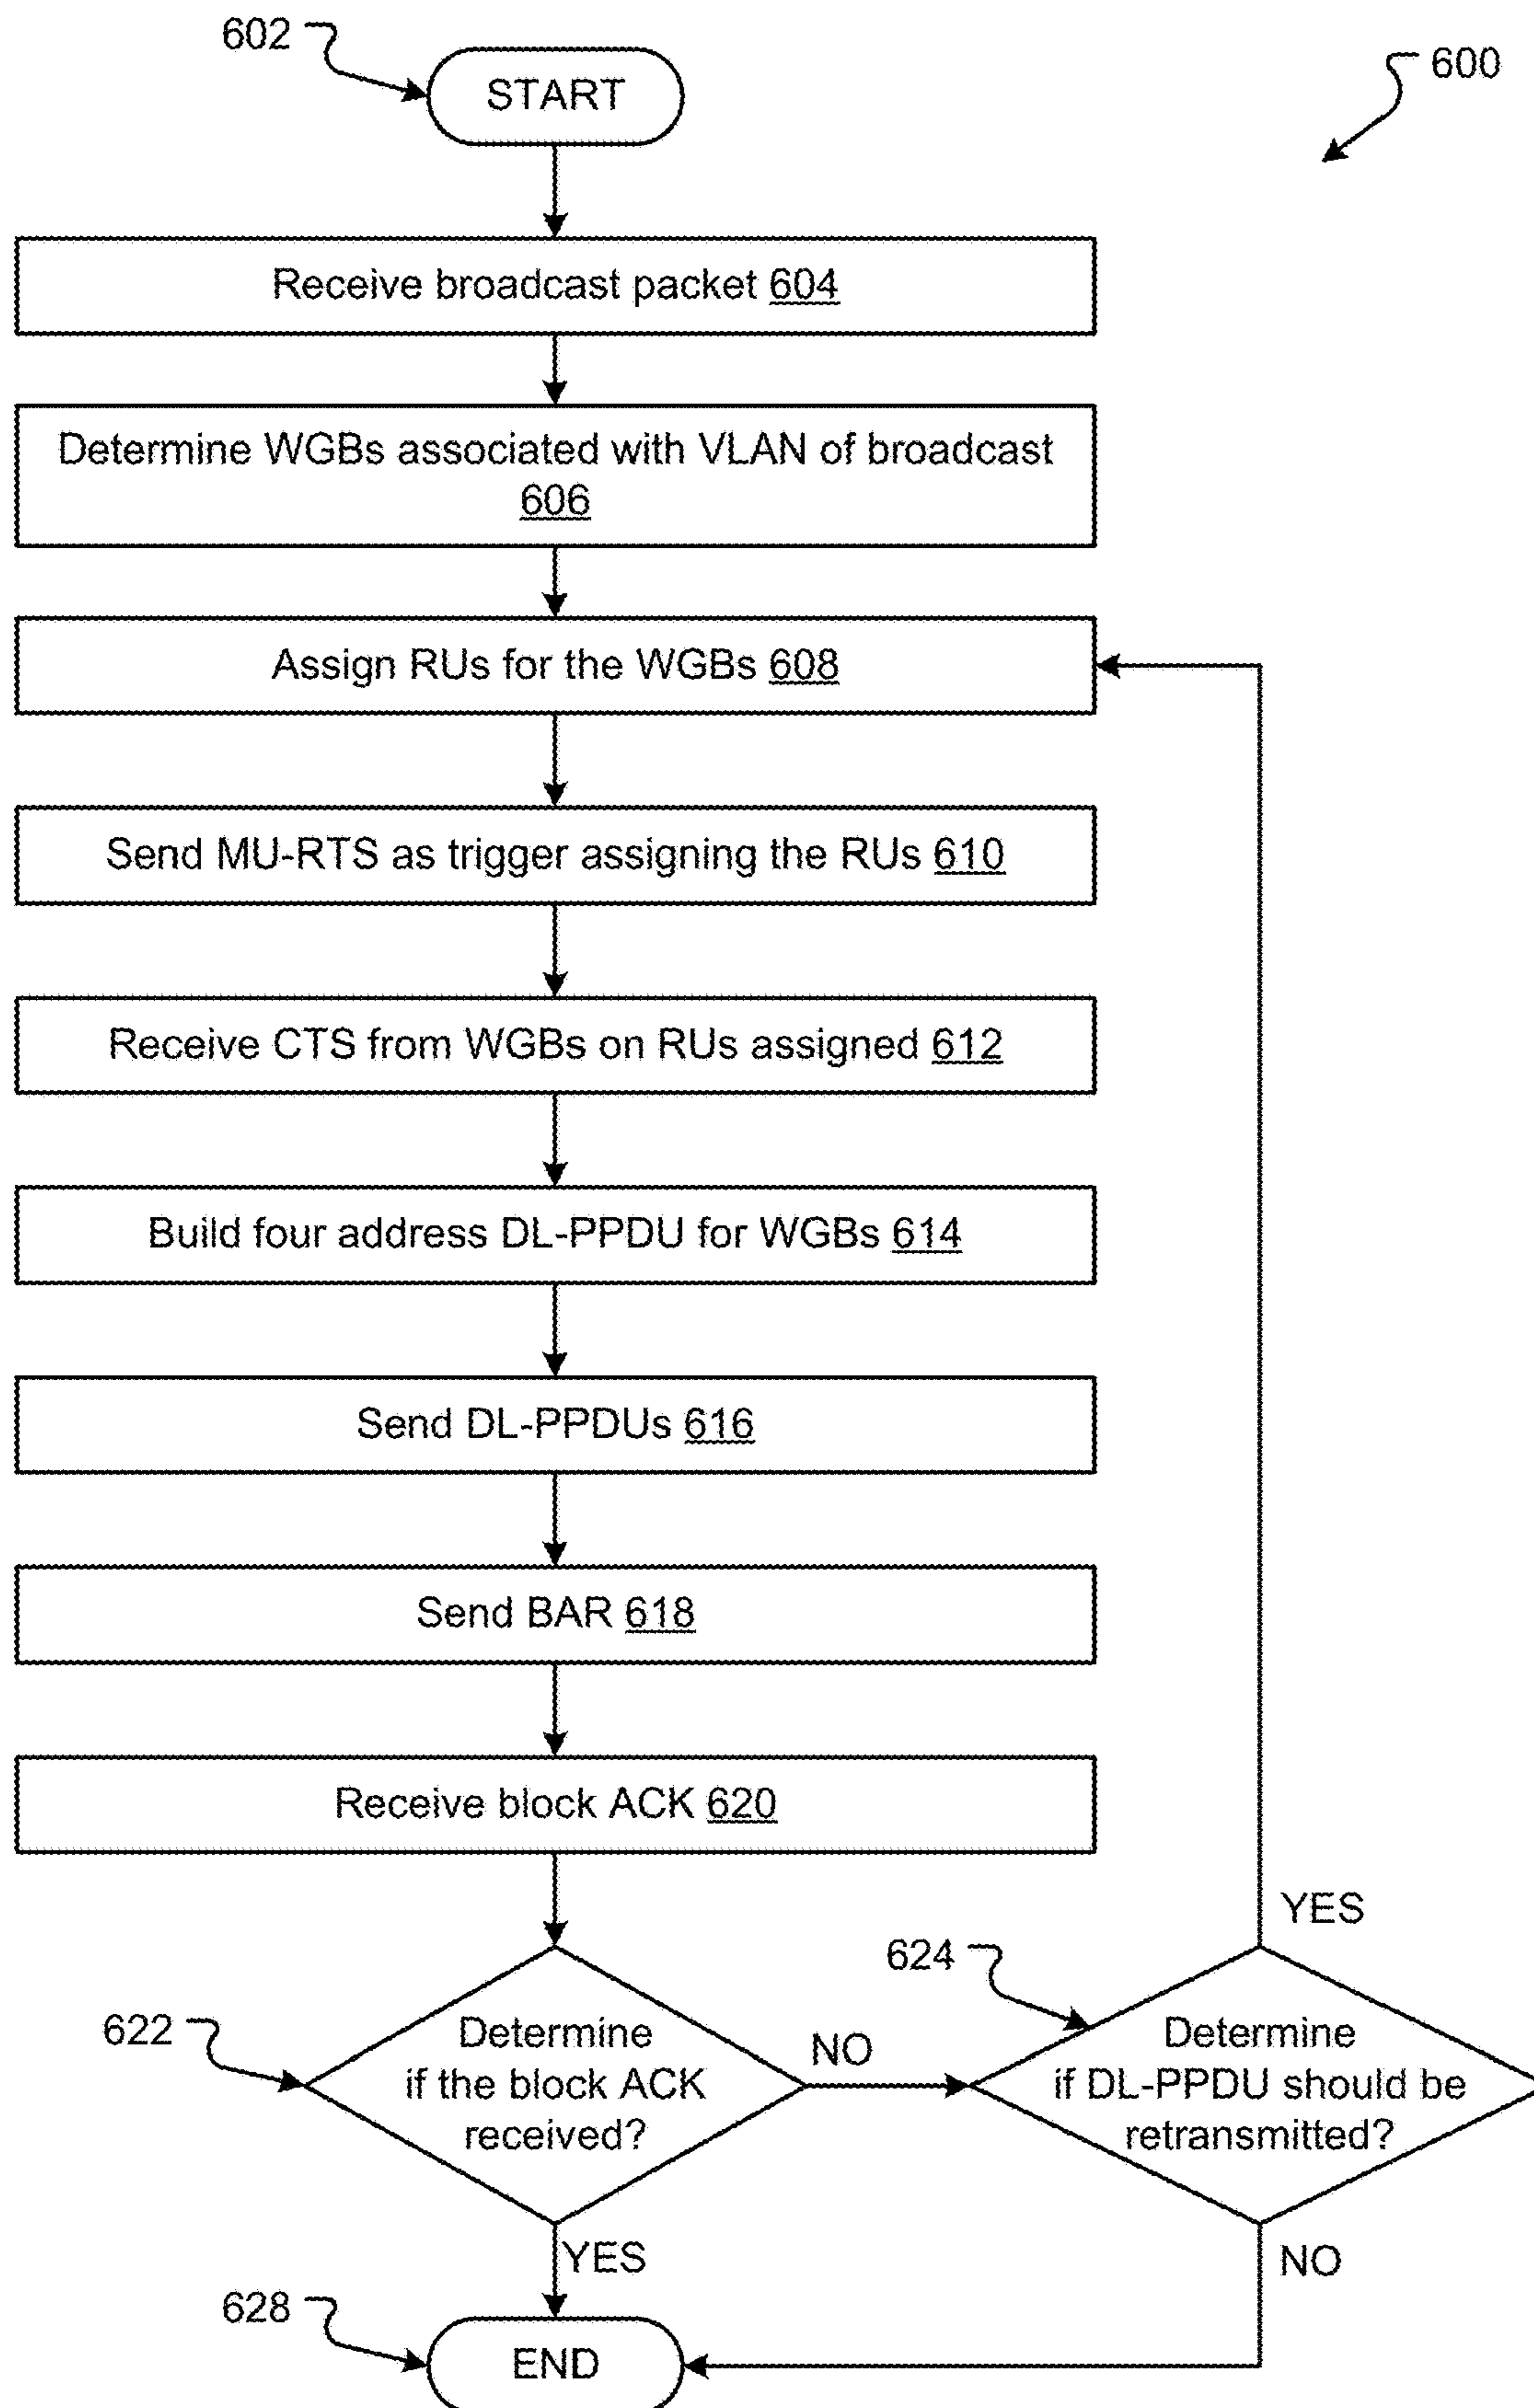 602
START
600
Receive broadcast packet 604
Determine WGBs associated with VLAN of broadcast
606
Assign RUs for the WGBs 608
Send MU-RTS as trigger assigning the RUs 610
Receive CTS from WGBs on RUs assigned 612
Build four address DL-PPDU for WGBs 614
Send DL-PPDUs 616
Send BAR 618
Receive block ACK 620
YES
624
622
Determine
if the block ACK
received?
NO
Determine
if DL-PPDU should be
retransmitted?
YES
NO
628
END